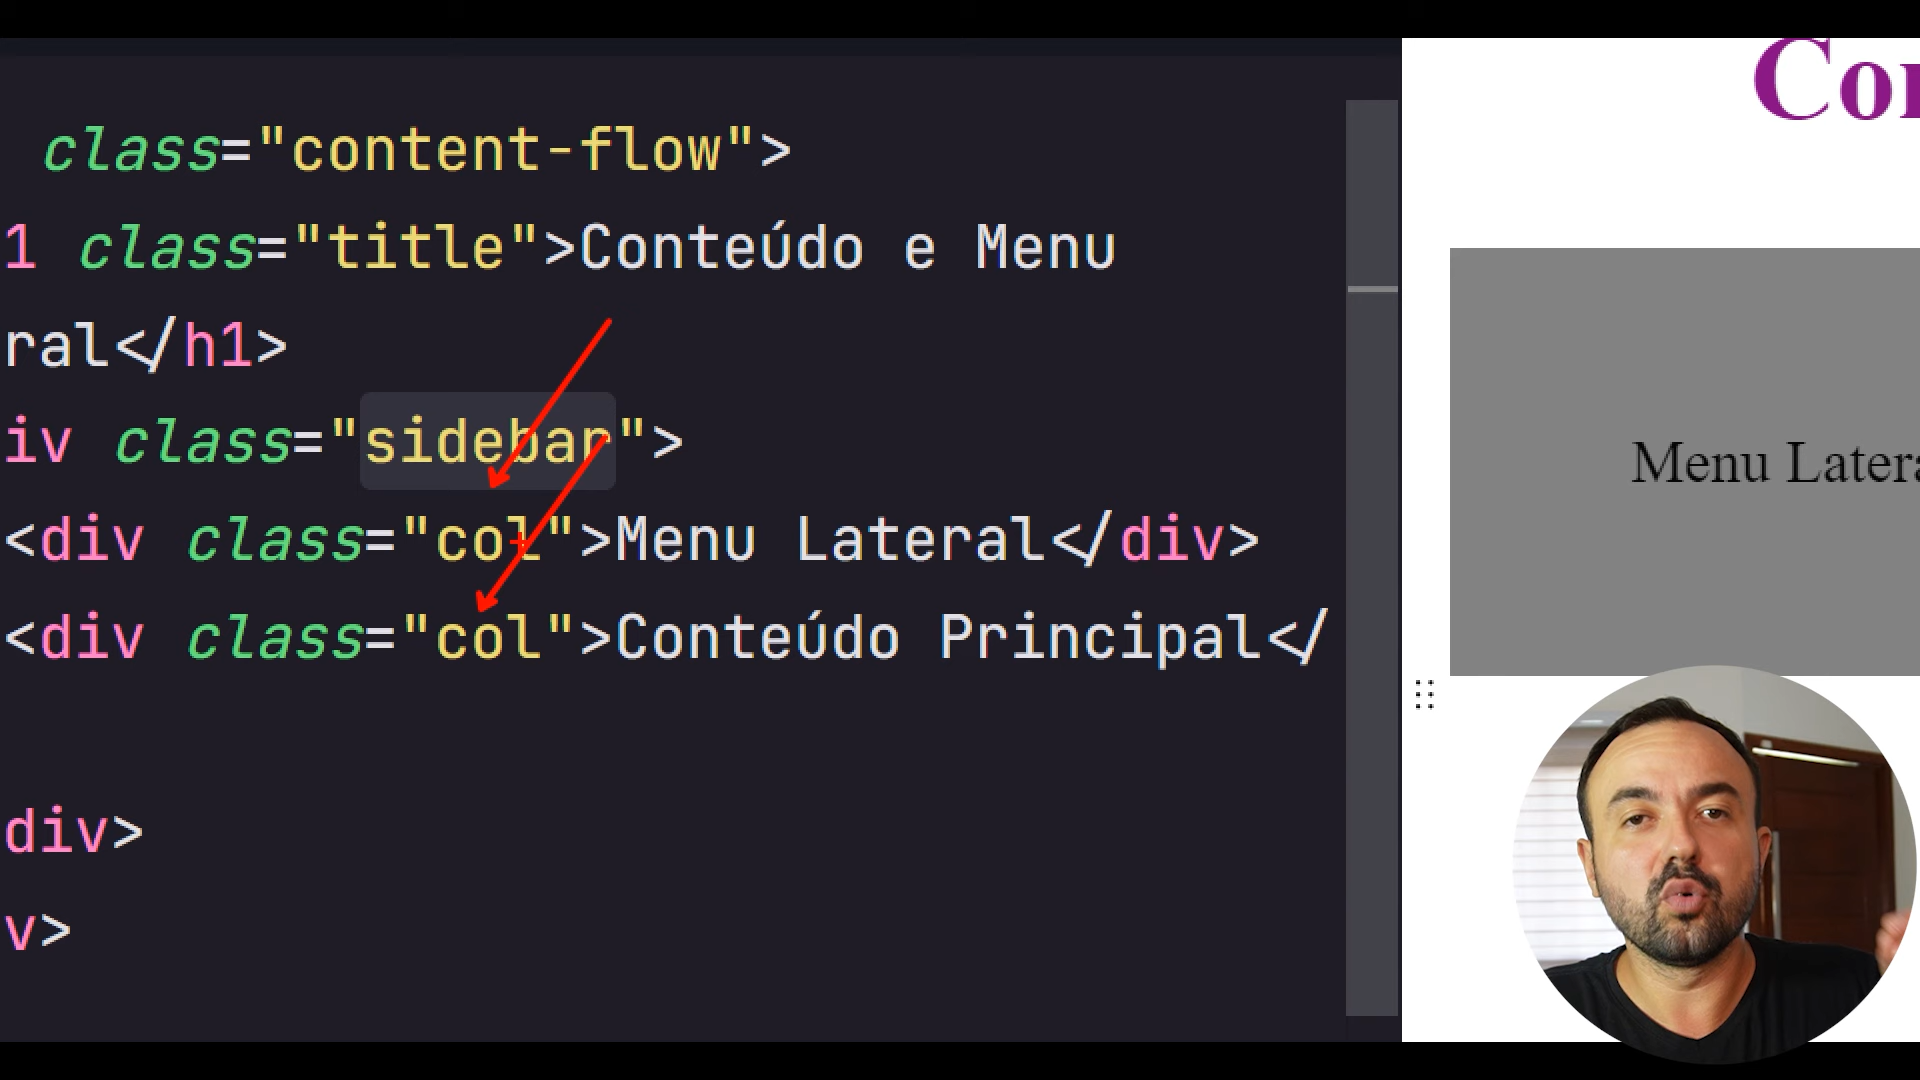 class="content-flow">
1 class="title">Conteúdo e Menu
ral</h1>
iv class="sidebar">
<div class="col">Menu Lateral</div>
<div class="col">Conteúdo Principal</
div>
v>
Con
Menu Latera